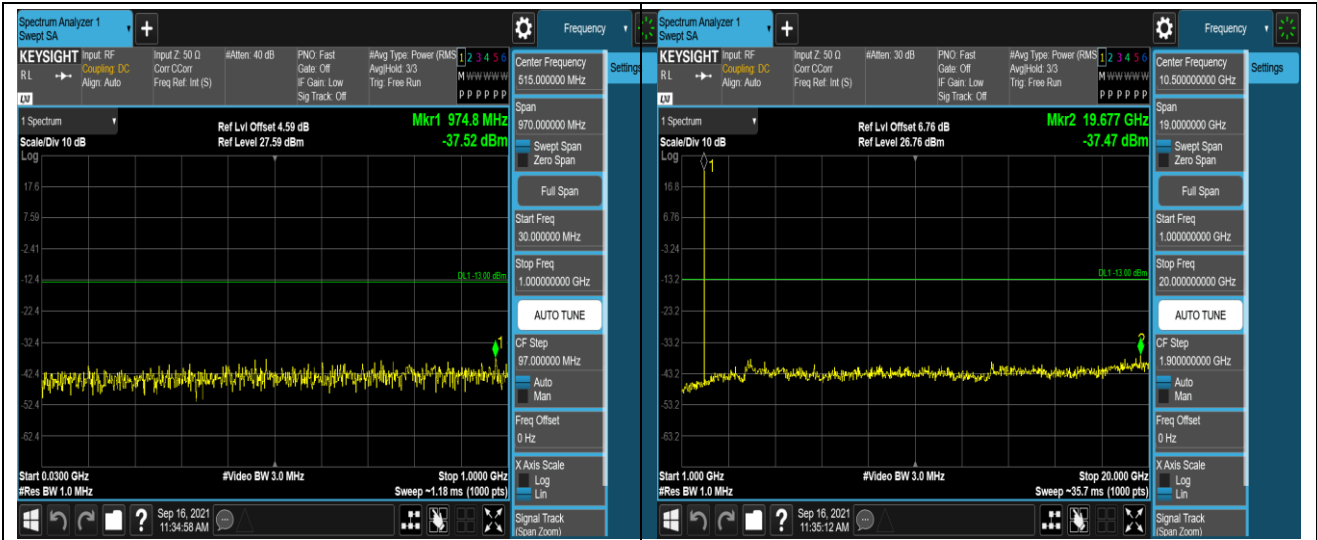 Spectrum Analyzer 1
Swept SA
+
Frequency
KEYSIGHT
Input: RF
Input Z: 50 Ω
#Atten: 40 dB
PNO: Fast
#Avg Type: Power (RMS
1 2 3 4 5 6
RL
Coupling: DC
Corr CCorr
Gate: Off
Avg|Hold: 3/3
M W W W W W
Align: Auto
Freq Ref: Int (S)
IF Gain: Low
Trig: Free Run
Sig Track: Off
P P P P P P
LXI
1 Spectrum
Ref Lvl Offset 4.59 dB
Mkr1 974.8 MHz
Scale/Div 10 dB
Ref Level 27.59 dBm
-37.52 dBm
Log
17.6
7.59
-2.41
-12.4
DL1 -13.00 dBm
-22.4
-32.4
1
-42.4
-52.4
-62.4
Start 0.0300 GHz
#Video BW 3.0 MHz
Stop 1.0000 GHz
#Res BW 1.0 MHz
Sweep ~1.18 ms (1000 pts)
Sep 16, 2021
11:34:58 AM
?
Center Frequency
515.000000 MHz
Settings
Span
970.000000 MHz
Swept Span
Zero Span
Full Span
Start Freq
30.000000 MHz
Stop Freq
1.000000000 GHz
AUTO TUNE
CF Step
97.000000 MHz
Auto
Man
Freq Offset
0 Hz
X Axis Scale
Log
Lin
Signal Track
(Span Zoom)
Spectrum Analyzer 1
Swept SA
+
Frequency
KEYSIGHT
Input: RF
Input Z: 50 Ω
#Atten: 30 dB
PNO: Fast
#Avg Type: Power (RMS
1 2 3 4 5 6
RL
Coupling: DC
Corr CCorr
Gate: Off
Avg|Hold: 3/3
M W W W W W
Align: Auto
Freq Ref: Int (S)
IF Gain: Low
Trig: Free Run
Sig Track: Off
P P P P P P
LXI
1 Spectrum
Ref Lvl Offset 6.76 dB
Mkr2 19.677 GHz
Scale/Div 10 dB
Ref Level 26.76 dBm
-37.47 dBm
Log
1
16.8
6.76
-3.24
-13.2
DL1 -13.00 dBm
-23.2
-33.2
2
-43.2
-53.2
-63.2
Start 1.000 GHz
#Video BW 3.0 MHz
Stop 20.000 GHz
#Res BW 1.0 MHz
Sweep ~35.7 ms (1000 pts)
Sep 16, 2021
11:35:12 AM
?
Center Frequency
10.500000000 GHz
Settings
Span
19.0000000 GHz
Swept Span
Zero Span
Full Span
Start Freq
1.000000000 GHz
Stop Freq
20.000000000 GHz
AUTO TUNE
CF Step
1.900000000 GHz
Auto
Man
Freq Offset
0 Hz
X Axis Scale
Log
Lin
Signal Track
(Span Zoom)